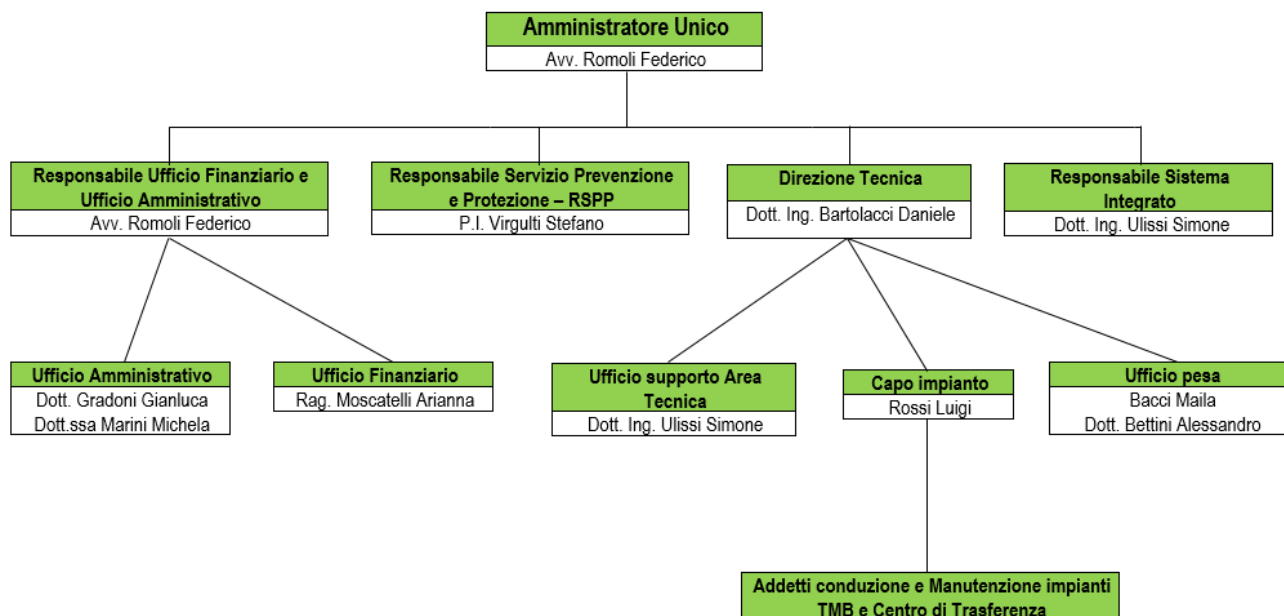 Amministratore Unico
Avv. Romoli Federico
Responsabile Ufficio Finanziario e
Ufficio Amministrativo
Avv. Romoli Federico
Responsabile Servizio Prevenzione
e Protezione – RSPP
P.I. Virgulti Stefano
Direzione Tecnica
Dott. Ing. Bartolacci Daniele
Responsabile Sistema
Integrato
Dott. Ing. Ulissi Simone
Ufficio Amministrativo
Dott. Gradoni Gianluca
Dott.ssa Marini Michela
Ufficio Finanziario
Rag. Moscatelli Arianna
Ufficio supporto Area
Tecnica
Dott. Ing. Ulissi Simone
Capo impianto
Rossi Luigi
Ufficio pesa
Bacci Maila
Dott. Bettini Alessandro
Addetti conduzione e Manutenzione impianti
TMB e Centro di Trasferenza